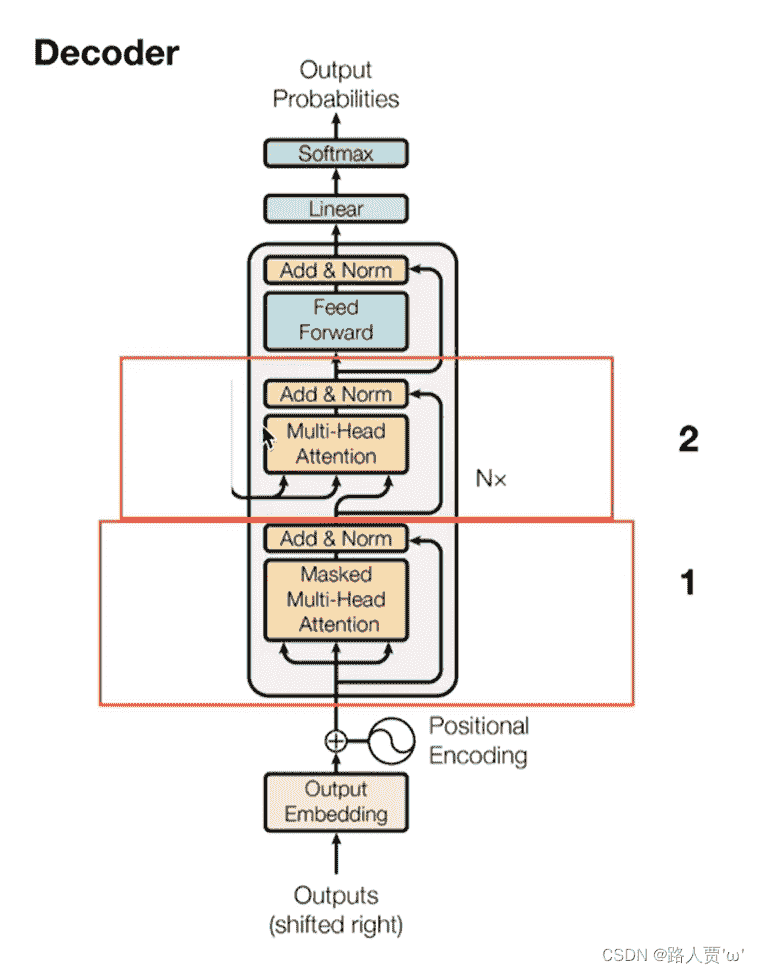 Decoder
Output
Probabilities
Softmax
Linear
Add & Norm
Feed
Forward
Add & Norm
Multi-Head
Attention
2
N×
Add & Norm
Masked
Multi-Head
Attention
1
Positional
Encoding
Output
Embedding
Outputs
(shifted right)
CSDN @路人贾'ω'